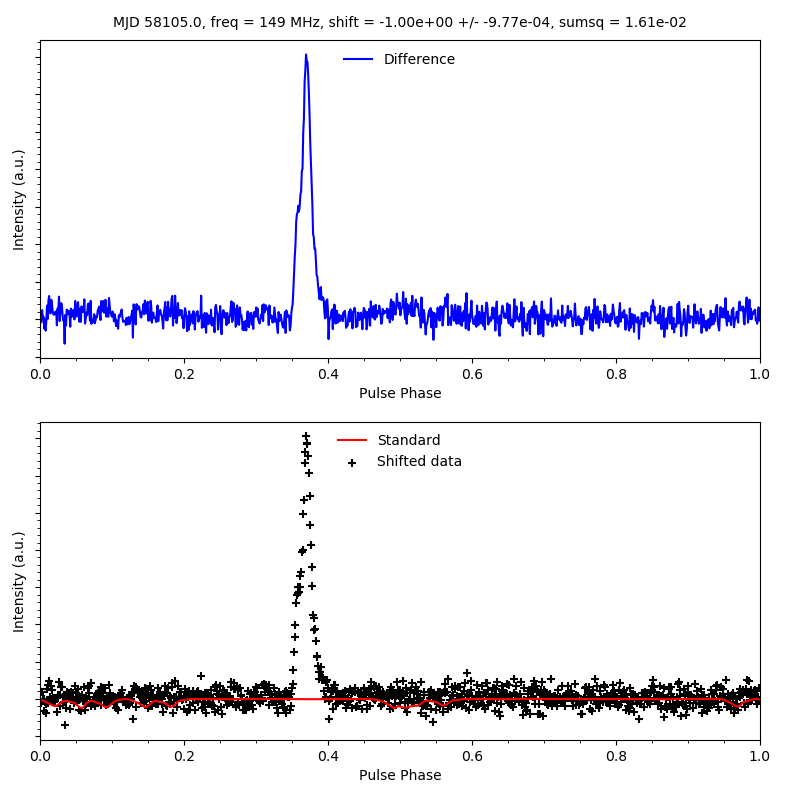 MJD 58105.0, freq = 149 MHz, shift = -1.00e+00 +/- -9.77e-04, sumsq = 1.61e-02
Difference
Intensity (a.u.)
0.0 0.2 0.4 0.6 0.8 1.0
Pulse Phase
Standard
Shifted data
Intensity (a.u.)
0.0 0.2 0.4 0.6 0.8 1.0
Pulse Phase